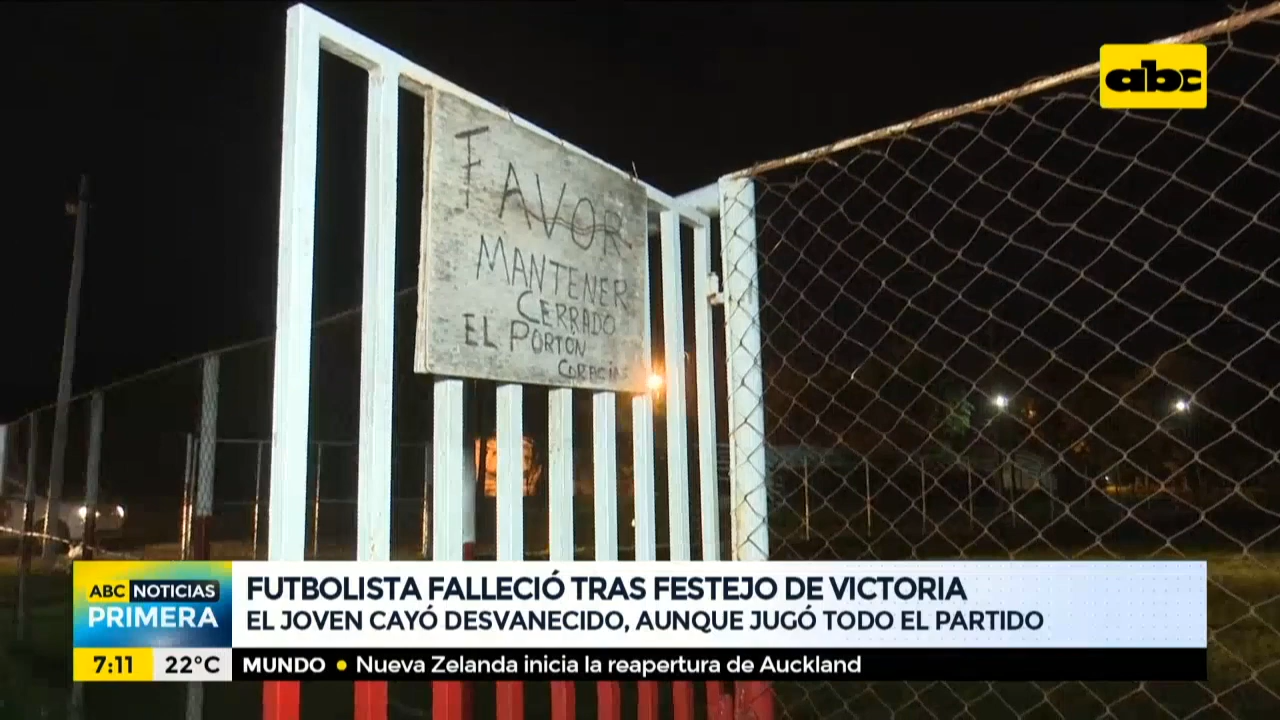 abc
FAVOR
MANTENER
CERRADO
EL PORTÓN
ABC NOTICIAS
PRIMERA
FUTBOLISTA FALLECIÓ TRAS FESTEJO DE VICTORIA
EL JOVEN CAYÓ DESVANECIDO, AUNQUE JUGÓ TODO EL PARTIDO
7:11 22°C MUNDO • Nueva Zelanda inicia la reapertura de Auckland